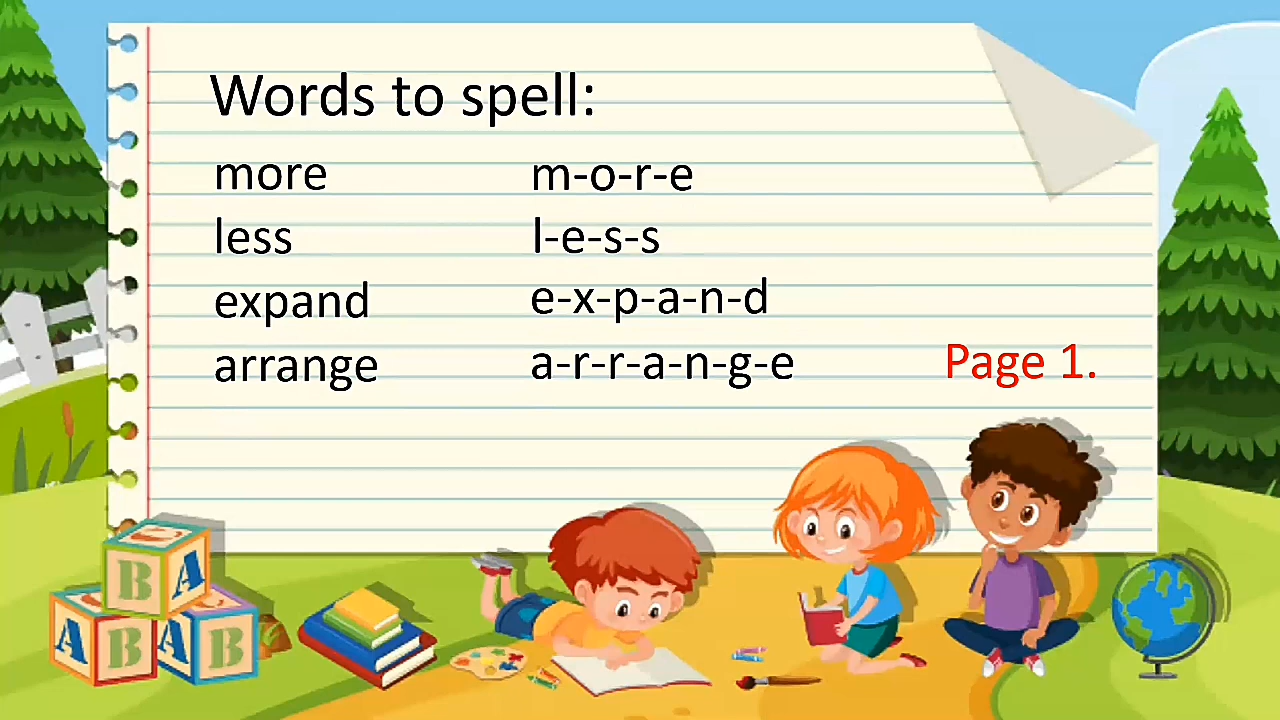 Words to spell:
more m-o-r-e
less l-e-s-s
expand e-x-p-a-n-d
arrange a-r-r-a-n-g-e Page 1.
C
B A
A B A B